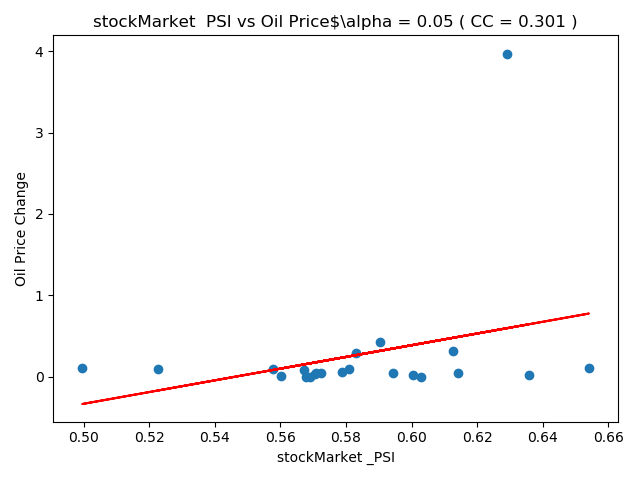 stockMarket  PSI vs Oil Price$\alpha = 0.05 ( CC = 0.301 )
4
3
2
1
0
Oil Price Change
0.50 0.52 0.54 0.56 0.58 0.60 0.62 0.64 0.66
stockMarket _PSI